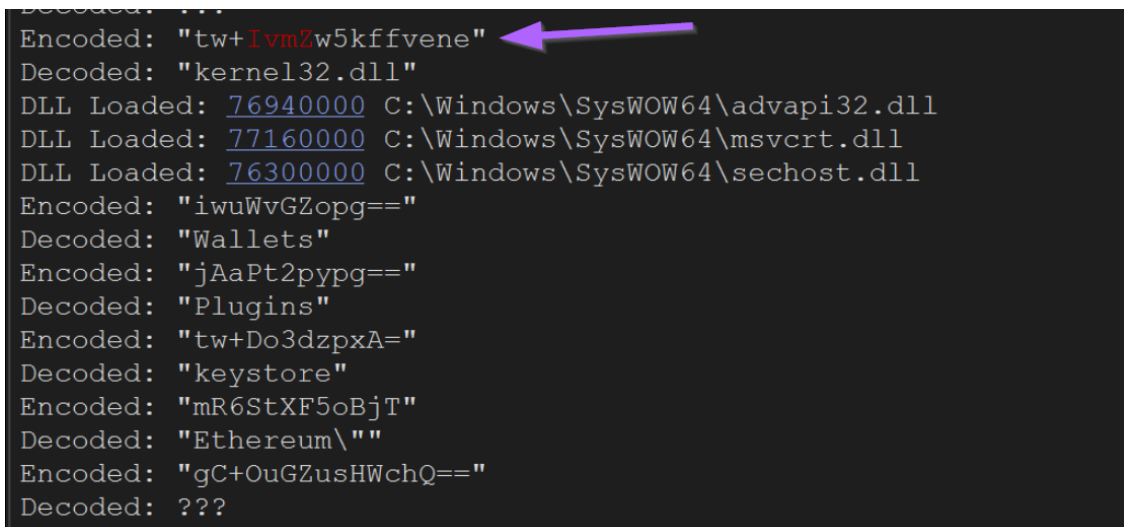 Encoded: "tw+IvmZw5kffvene"
Decoded: "kernel32.dll"
DLL Loaded: 76940000 C:\Windows\SysWOW64\advapi32.dll
DLL Loaded: 77160000 C:\Windows\SysWOW64\msvcrt.dll
DLL Loaded: 76300000 C:\Windows\SysWOW64\sechost.dll
Encoded: "iwuWvGZopg=="
Decoded: "Wallets"
Encoded: "jAaPt2pypg=="
Decoded: "Plugins"
Encoded: "tw+Do3dzpxA="
Decoded: "keystore"
Encoded: "mR6StXF5oBjT"
Decoded: "Ethereum\""
Encoded: "gC+OuGZusHWchQ=="
Decoded: ???